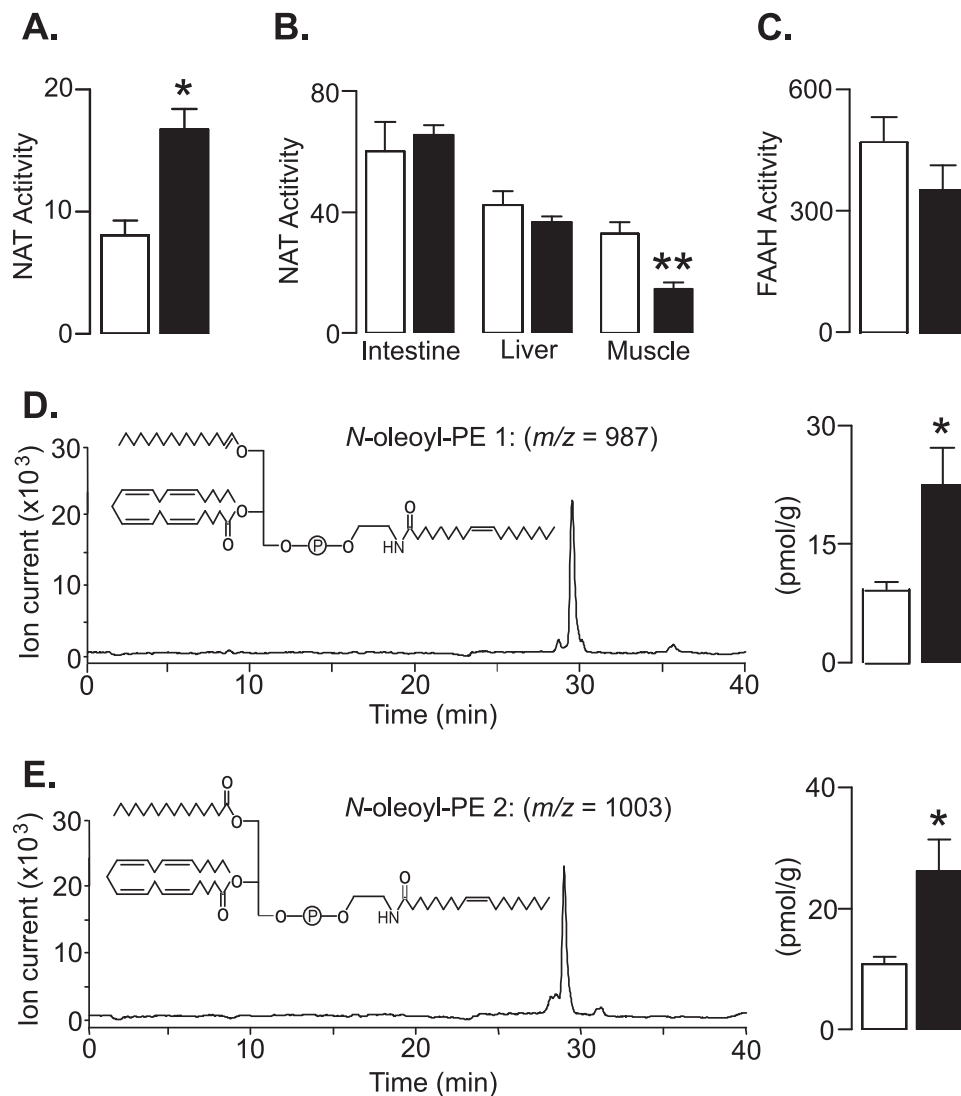 A.
B.
C.
NAT Actitvity
20
10
0
*
NAT Actitvity
80
40
0
**
Intestine Liver Muscle
FAAH Actitvity
600
300
0
D.
N-oleoyl-PE 1: (m/z = 987)
Ion current (x10³)
30
20
10
0
O
O
O
O
P
O
HN
O
0 10 20 30 40
Time (min)
(pmol/g)
30
15
0
*
E.
N-oleoyl-PE 2: (m/z = 1003)
Ion current (x10³)
30
20
10
0
O
O
O
O
O
P
O
HN
O
0 10 20 30 40
Time (min)
(pmol/g)
40
20
0
*